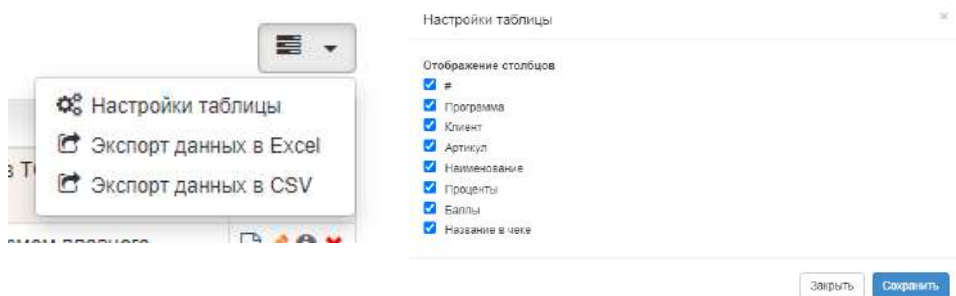 Настройки таблицы
Экспорт данных в Excel
Экспорт данных в CSV
Настройки таблицы
×
Отображение столбцов
#
Программа
Клиент
Артикул
Наименование
Проценты
Баллы
Название в чеке
Закрыть
Сохранить